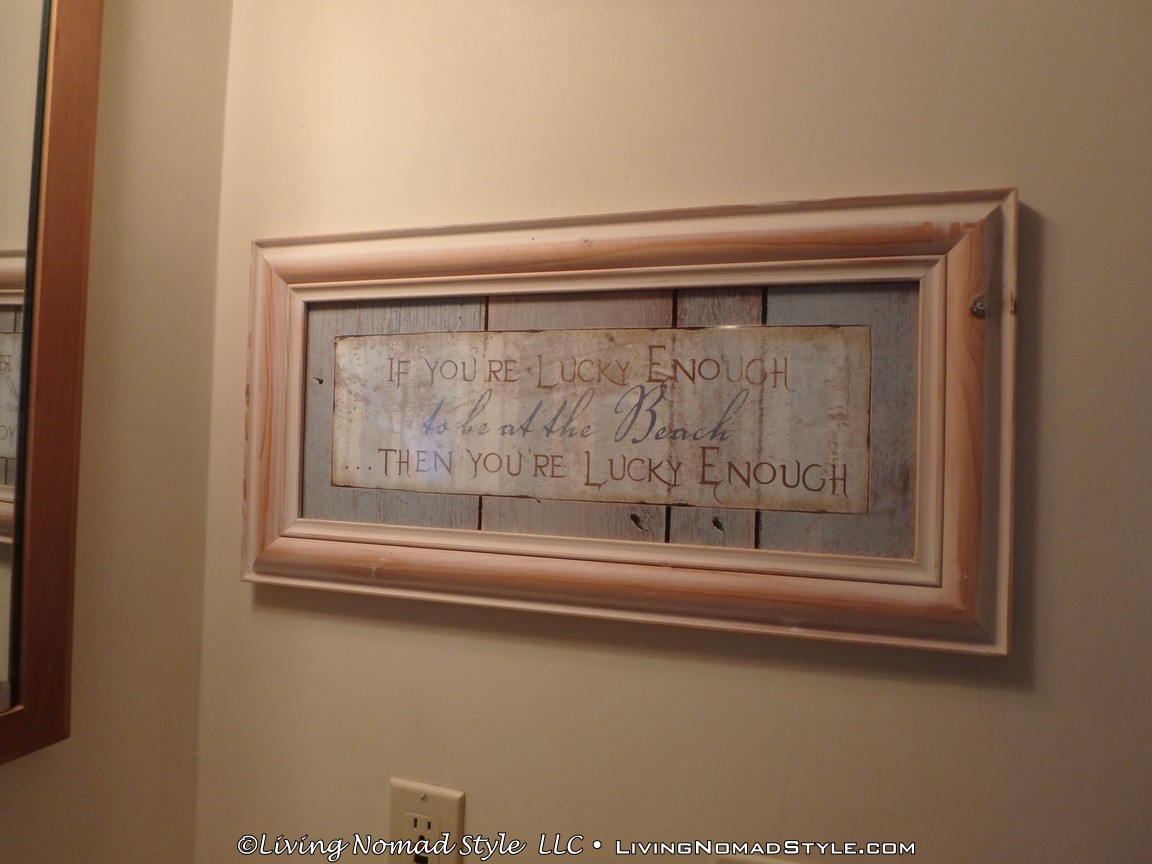 IF YOU'RE LUCKY ENOUGH
to be at the Beach
...THEN YOU'RE LUCKY ENOUGH
©Living Nomad Style LLC • LivingNomadStyle.com